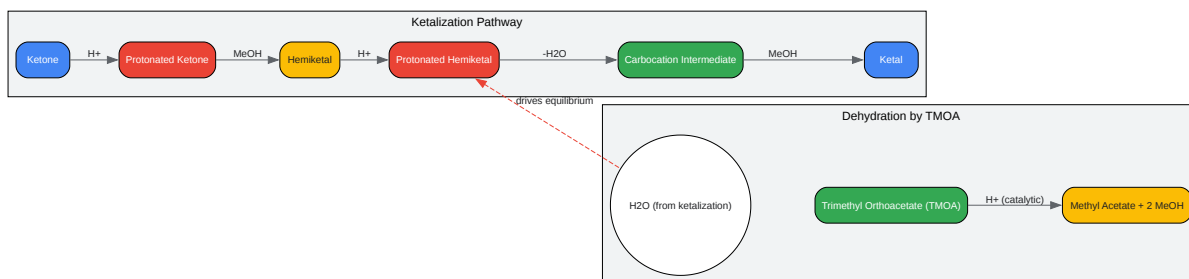 Ketalization Pathway
Ketone
H+
Protonated Ketone
MeOH
Hemiketal
H+
Protonated Hemiketal
-H2O
Carbocation Intermediate
MeOH
Ketal
drives equilibrium
Dehydration by TMOA
H2O (from ketalization)
Trimethyl Orthoacetate (TMOA)
H+ (catalytic)
Methyl Acetate + 2 MeOH